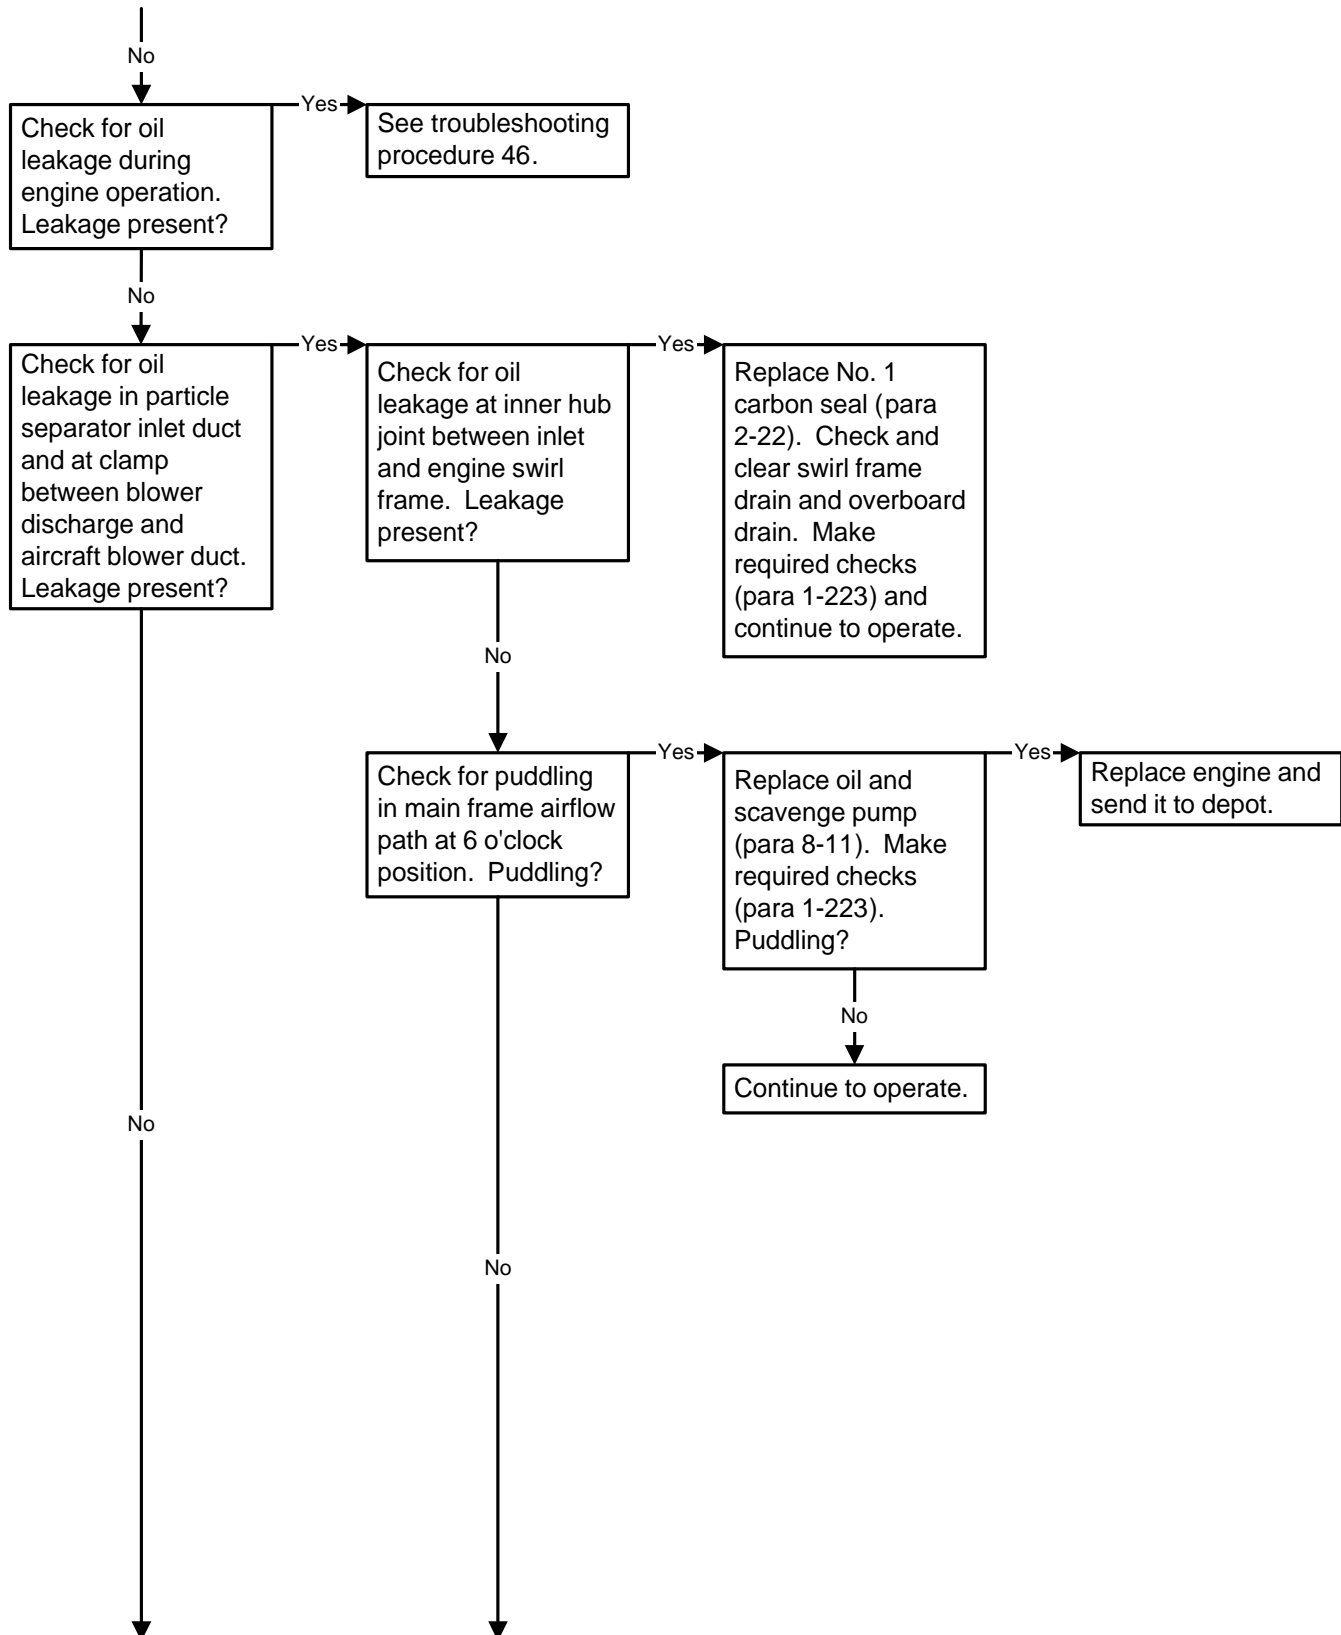 No
Check for oil
leakage during
engine operation.
Leakage present?
Yes
See troubleshooting
procedure 46.
No
Check for oil
leakage in particle
separator inlet duct
and at clamp
between blower
discharge and
aircraft blower duct.
Leakage present?
Yes
Check for oil
leakage at inner hub
joint between inlet
and engine swirl
frame.  Leakage
present?
Yes
Replace No. 1
carbon seal (para
2-22).  Check and
clear swirl frame
drain and overboard
drain.  Make
required checks
(para 1-223) and
continue to operate.
No
Check for puddling
in main frame airflow
path at 6 o'clock
position.  Puddling?
Yes
Replace oil and
scavenge pump
(para 8-11).  Make
required checks
(para 1-223).
Puddling?
Yes
Replace engine and
send it to depot.
No
Continue to operate.
No
No